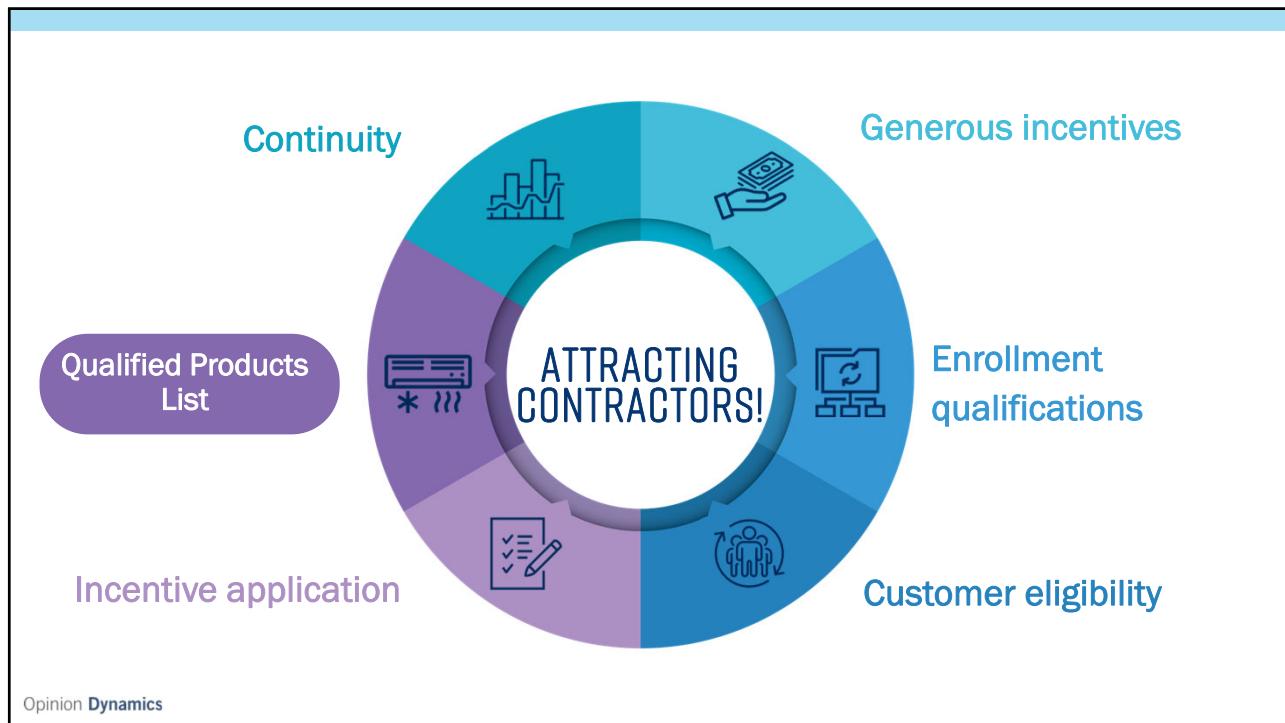 Continuity
Generous incentives
Qualified Products
List
ATTRACTING
CONTRACTORS!
Enrollment
qualifications
Incentive application
Customer eligibility
Opinion Dynamics